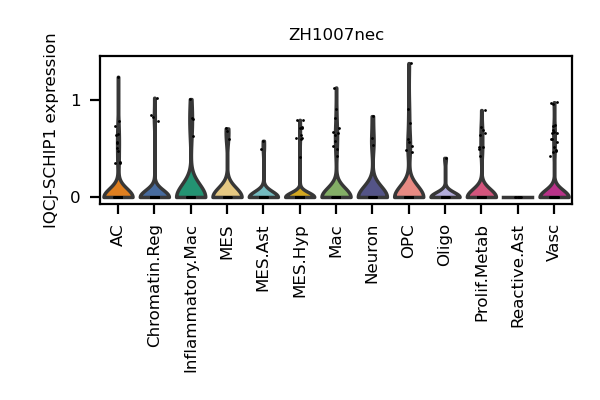 ZH1007nec
IQCJ-SCHIP1 expression
1
0
AC
Chromatin.Reg
Inflammatory.Mac
MES
MES.Ast
MES.Hyp
Mac
Neuron
OPC
Oligo
Prolif.Metab
Reactive.Ast
Vasc